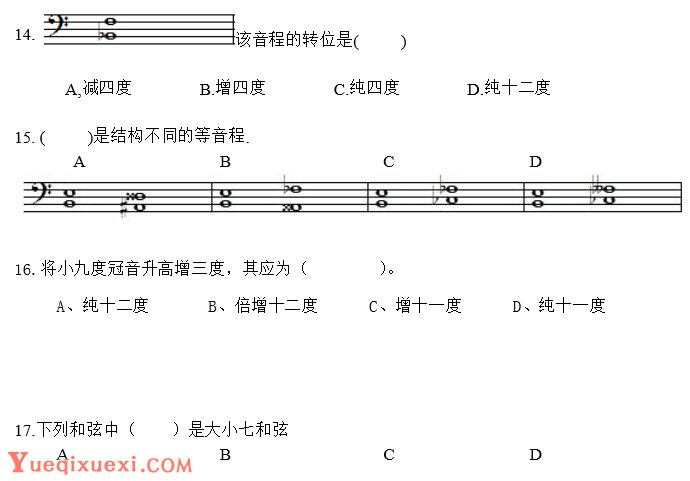 14. 该音程的转位是( )
A,减四度 B.增四度 C.纯四度 D.纯十二度
15. ( )是结构不同的等音程.
A B C D
16. 将小九度冠音升高增三度，其应为（ ）。
A、纯十二度 B、倍增十二度 C、增十一度 D、纯十一度
17.下列和弦中（ ）是大小七和弦
A B C D
Yueqixuexi.com